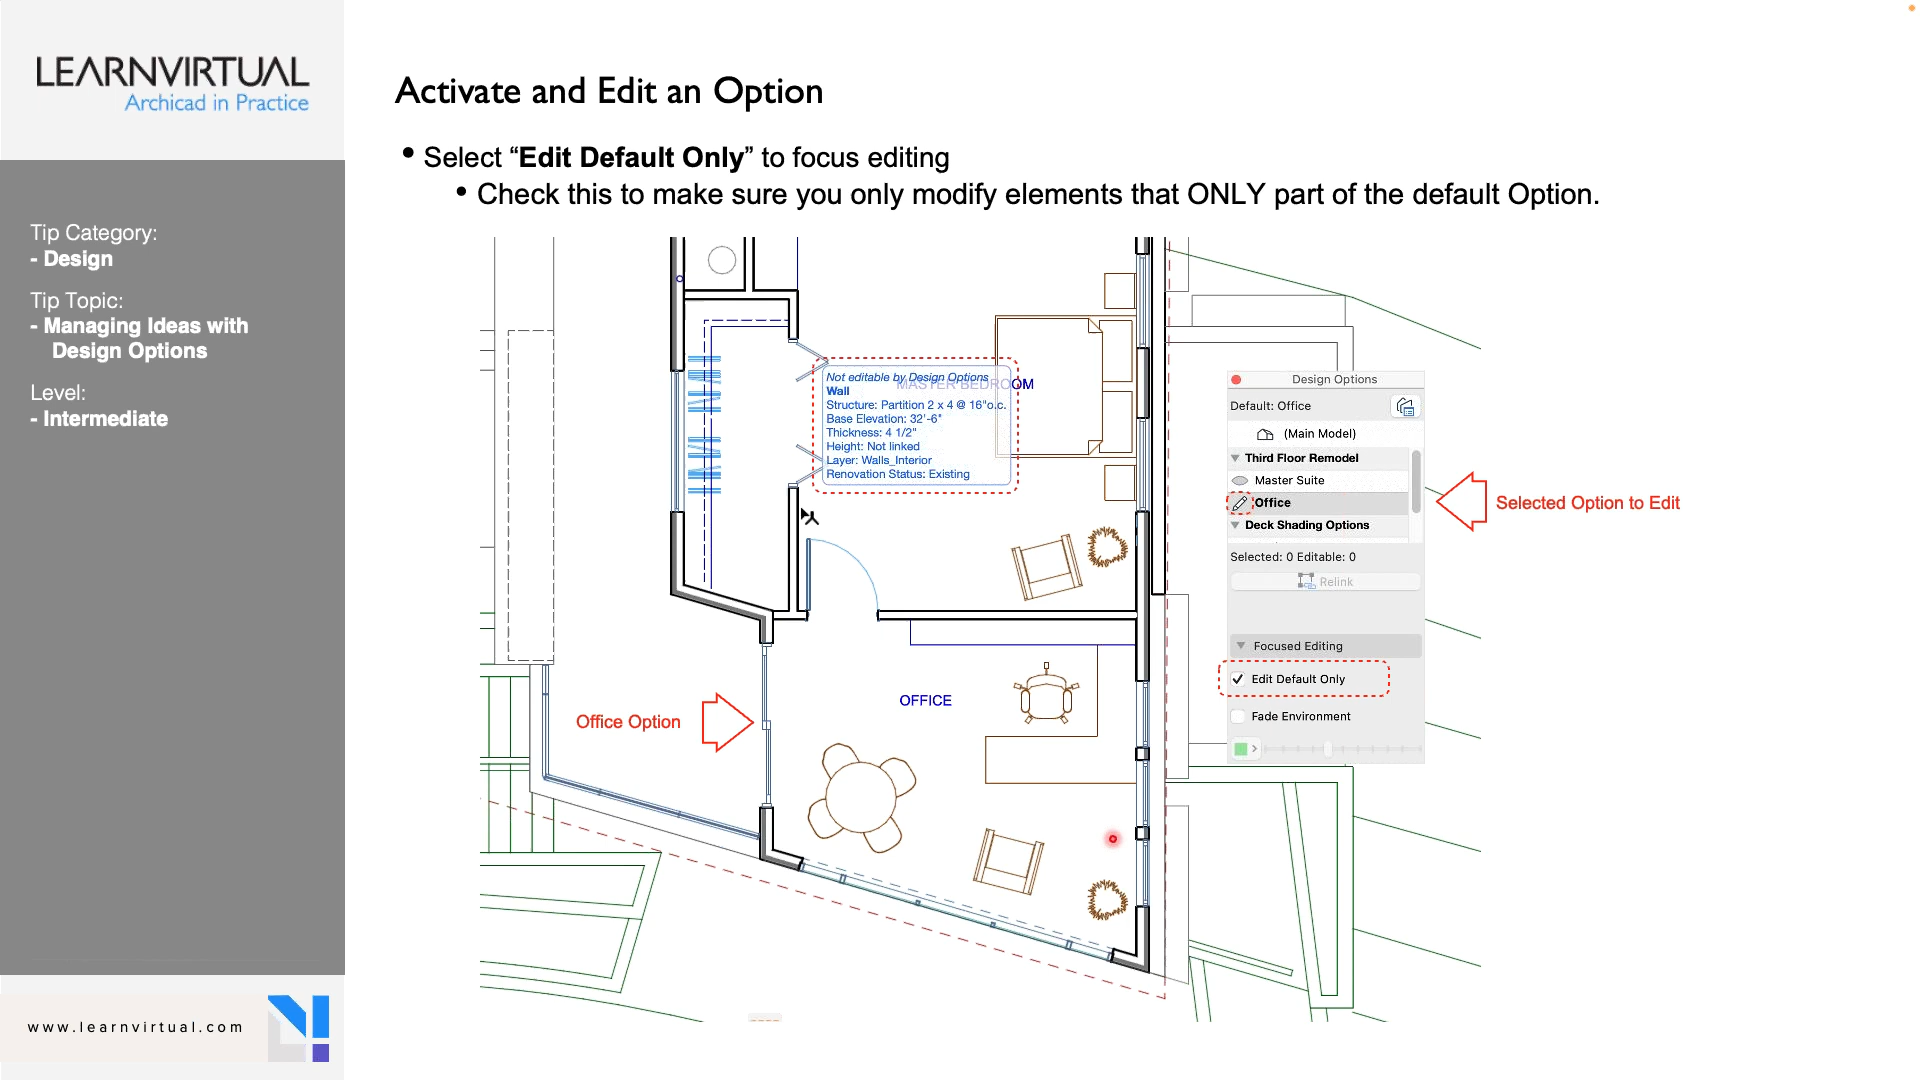 LEARNVIRTUAL
Archicad in Practice
Tip Category:
- Design
Tip Topic:
- Managing Ideas with
Design Options
Level:
- Intermediate
www.learnvirtual.com
Activate and Edit an Option
• Select “Edit Default Only” to focus editing
• Check this to make sure you only modify elements that ONLY part of the default Option.
Not editable by Design Options
MASTER BEDROOM
Wall
Structure: Partition 2 x 4 @ 16"o.c.
Base Elevation: 32'-6"
Thickness: 4 1/2"
Height: Not linked
Layer: Walls_Interior
Renovation Status: Existing
OFFICE
Office Option
Design Options
Default: Office
(Main Model)
Third Floor Remodel
Master Suite
Office
Deck Shading Options
Selected: 0 Editable: 0
Relink
Focused Editing
Edit Default Only
Fade Environment
Selected Option to Edit